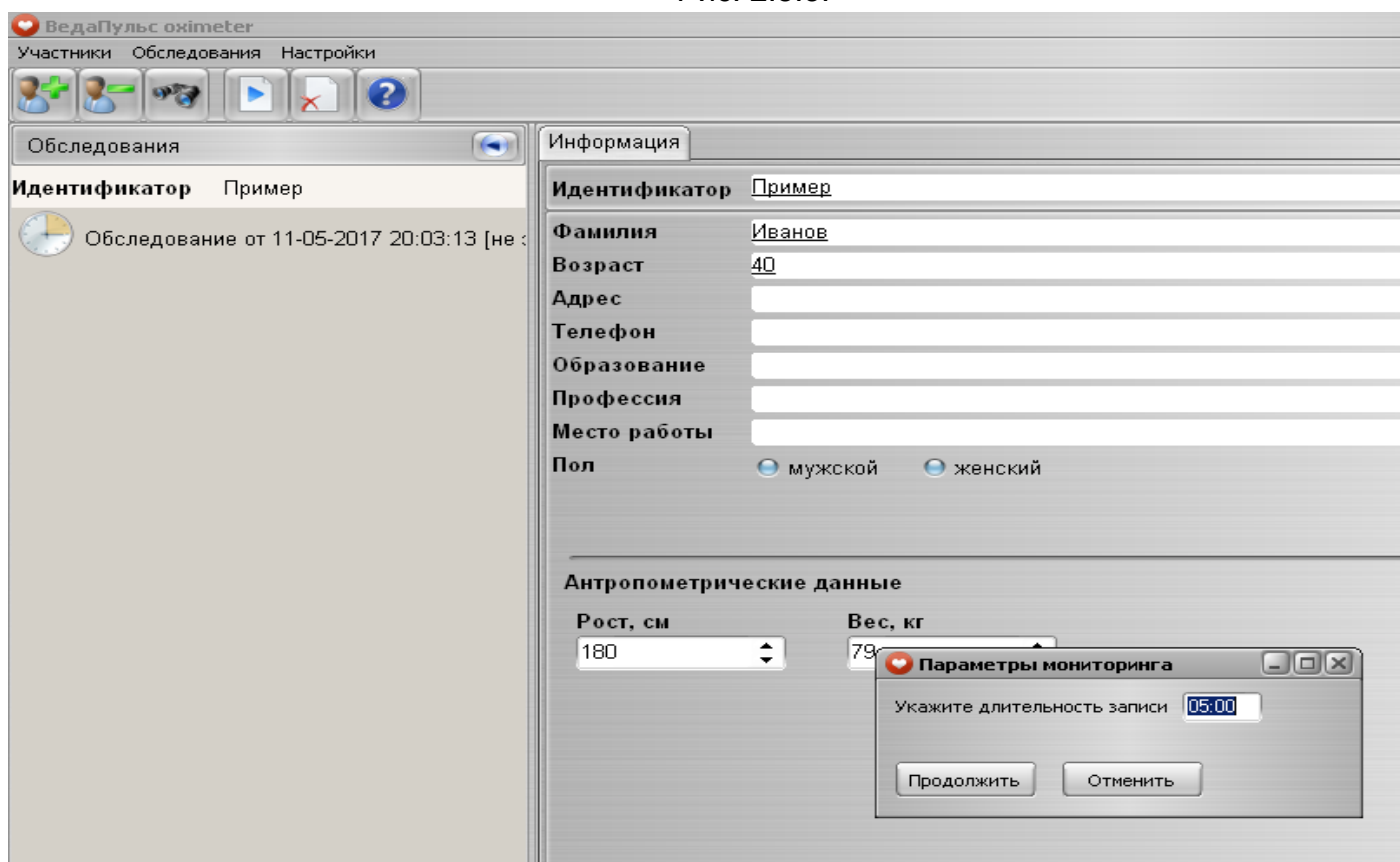 ВедаПульс oximeter
Участники Обследования Настройки
Обследования
Идентификатор Пример
Обследование от 11-05-2017 20:03:13 [не
Информация
Идентификатор Пример
Фамилия Иванов
Возраст 40
Адрес
Телефон
Образование
Профессия
Место работы
Пол мужской женский
Антропометрические данные
Рост, см Вес, кг
180 79
Параметры мониторинга
Укажите длительность записи 05:00
Продолжить Отменить